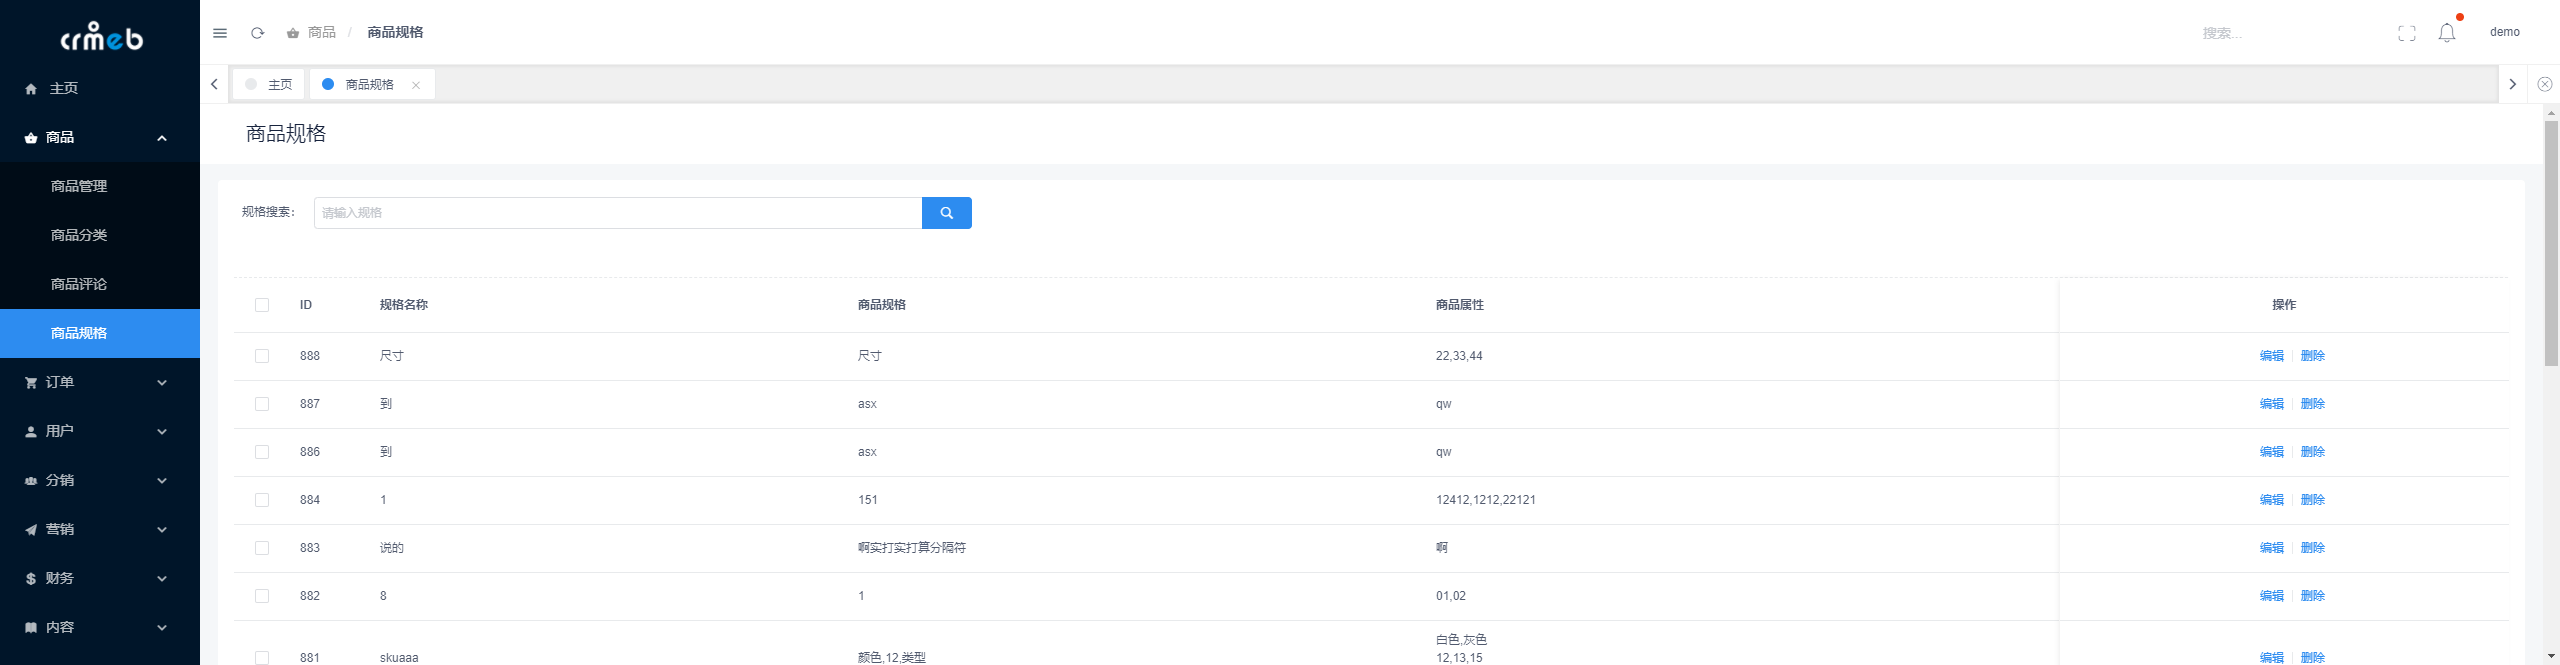 crmeb
主页
商品
商品管理
商品分类
商品评论
商品规格
订单
用户
分销
营销
财务
内容
商品 / 商品规格
搜索...
demo
主页
商品规格
商品规格
规格搜索：
请输入规格
ID 规格名称 商品规格 商品属性 操作
888 尺寸 尺寸 22,33,44 编辑 删除
887 到 asx qw 编辑 删除
886 到 asx qw 编辑 删除
884 1 151 12412,1212,22121 编辑 删除
883 说的 啊实打实打算分隔符 啊 编辑 删除
882 8 1 01,02 编辑 删除
白色,灰色
881 skuaaa 颜色,12,类型 12,13,15 编辑 删除